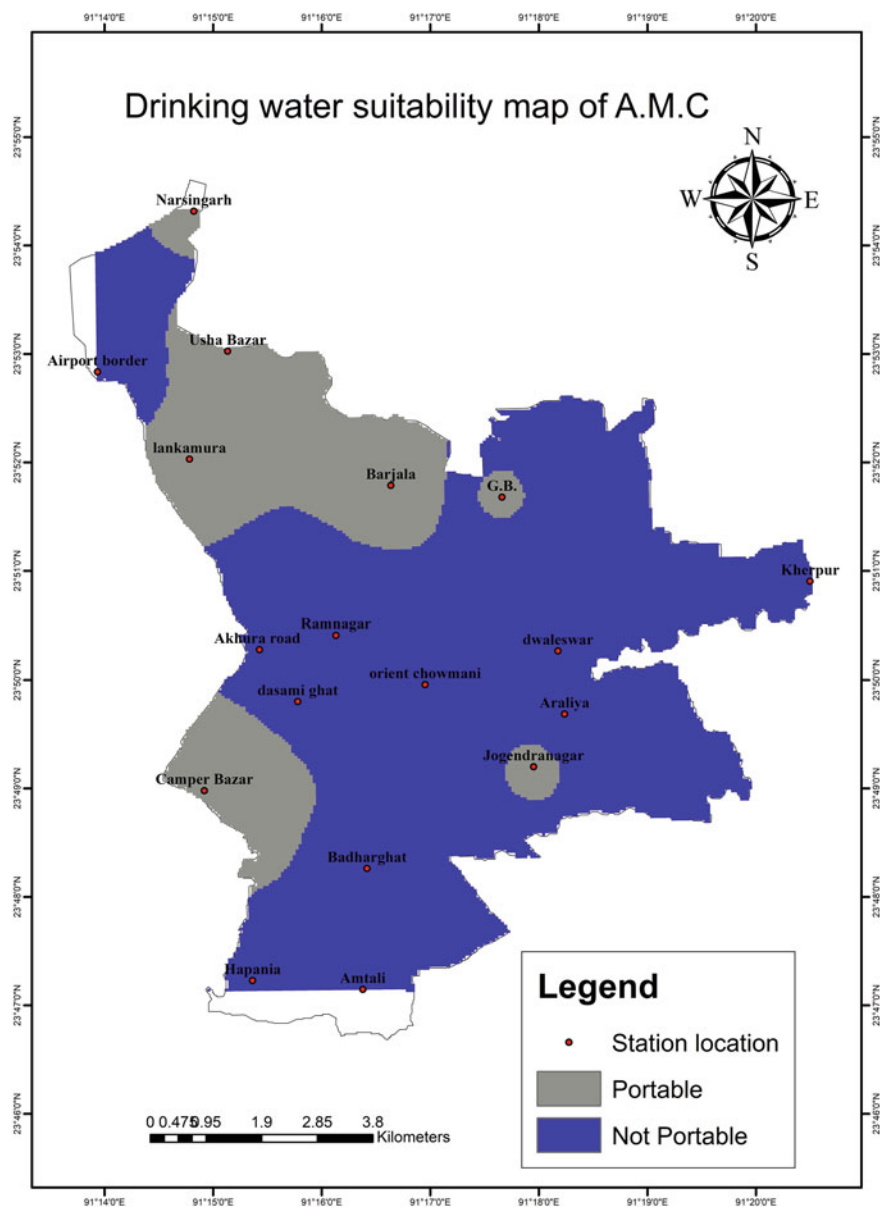 91°14'0"E 91°15'0"E 91°16'0"E 91°17'0"E 91°18'0"E 91°19'0"E 91°20'0"E
Drinking water suitability map of A.M.C
N
W E
S
23°55'0"N 23°55'0"N
23°54'0"N 23°54'0"N
23°53'0"N 23°53'0"N
23°52'0"N 23°52'0"N
23°51'0"N 23°51'0"N
23°50'0"N 23°50'0"N
23°49'0"N 23°49'0"N
23°48'0"N 23°48'0"N
23°47'0"N 23°47'0"N
23°46'0"N 23°46'0"N
Narsingarh
Usha Bazar
Airport border
lankamura
Barjala
G.B.
Kherpur
Ramnagar
Akhura road
dwaleswar
orient chowmani
dasami ghat
Araliya
Jogendranagar
Camper Bazar
Badharghat
Hapania
Amtali
Legend
Station location
Portable
Not Portable
0 0.475 0.95 1.9 2.85 3.8
Kilometers
91°14'0"E 91°15'0"E 91°16'0"E 91°17'0"E 91°18'0"E 91°19'0"E 91°20'0"E